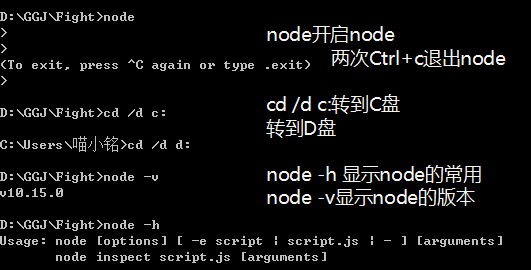 D:\GGJ\Fight>node
>
>
(To exit, press ^C again or type .exit)
>
D:\GGJ\Fight>cd /d c:
C:\Users\喵小铭>cd /d d:
D:\GGJ\Fight>node -v
v10.15.0
D:\GGJ\Fight>node -h
Usage: node [options] [ -e script | script.js | - ] [arguments]
node inspect script.js [arguments]
node开启node
两次Ctrl+c退出node
cd /d c:转到C盘
转到D盘
node -h 显示node的常用
node -v显示node的版本